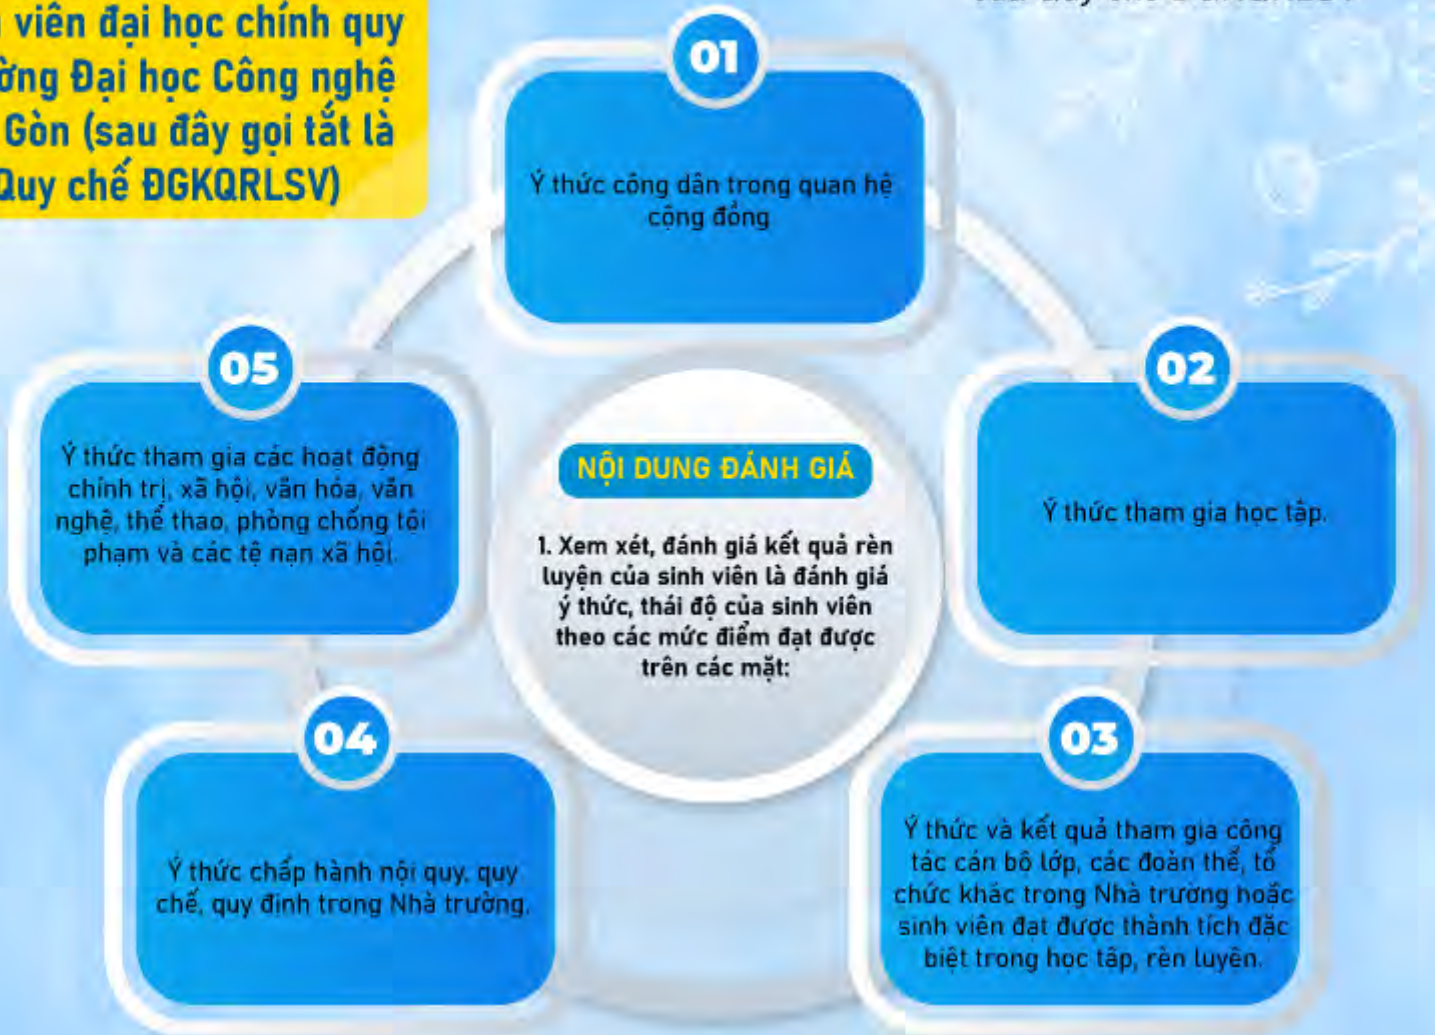 viên đại học chính quy
ờng Đại học Công nghệ
Gòn (sau đây gọi tắt là
Quy chế ĐGKQRLSV)
01
Ý thức công dân trong quan hệ
cộng đồng
02
Ý thức tham gia học tập.
03
Ý thức và kết quả tham gia công
tác cán bộ lớp, các đoàn thể, tổ
chức khác trong Nhà trường hoặc
sinh viên đạt được thành tích đặc
biệt trong học tập, rèn luyện.
04
Ý thức chấp hành nội quy, quy
chế, quy định trong Nhà trường.
05
Ý thức tham gia các hoạt động
chính trị, xã hội, văn hóa, văn
nghệ, thể thao, phòng chống tội
phạm và các tệ nạn xã hội.
NỘI DUNG ĐÁNH GIÁ
1. Xem xét, đánh giá kết quả rèn
luyện của sinh viên là đánh giá
ý thức, thái độ của sinh viên
theo các mức điểm đạt được
trên các mặt: